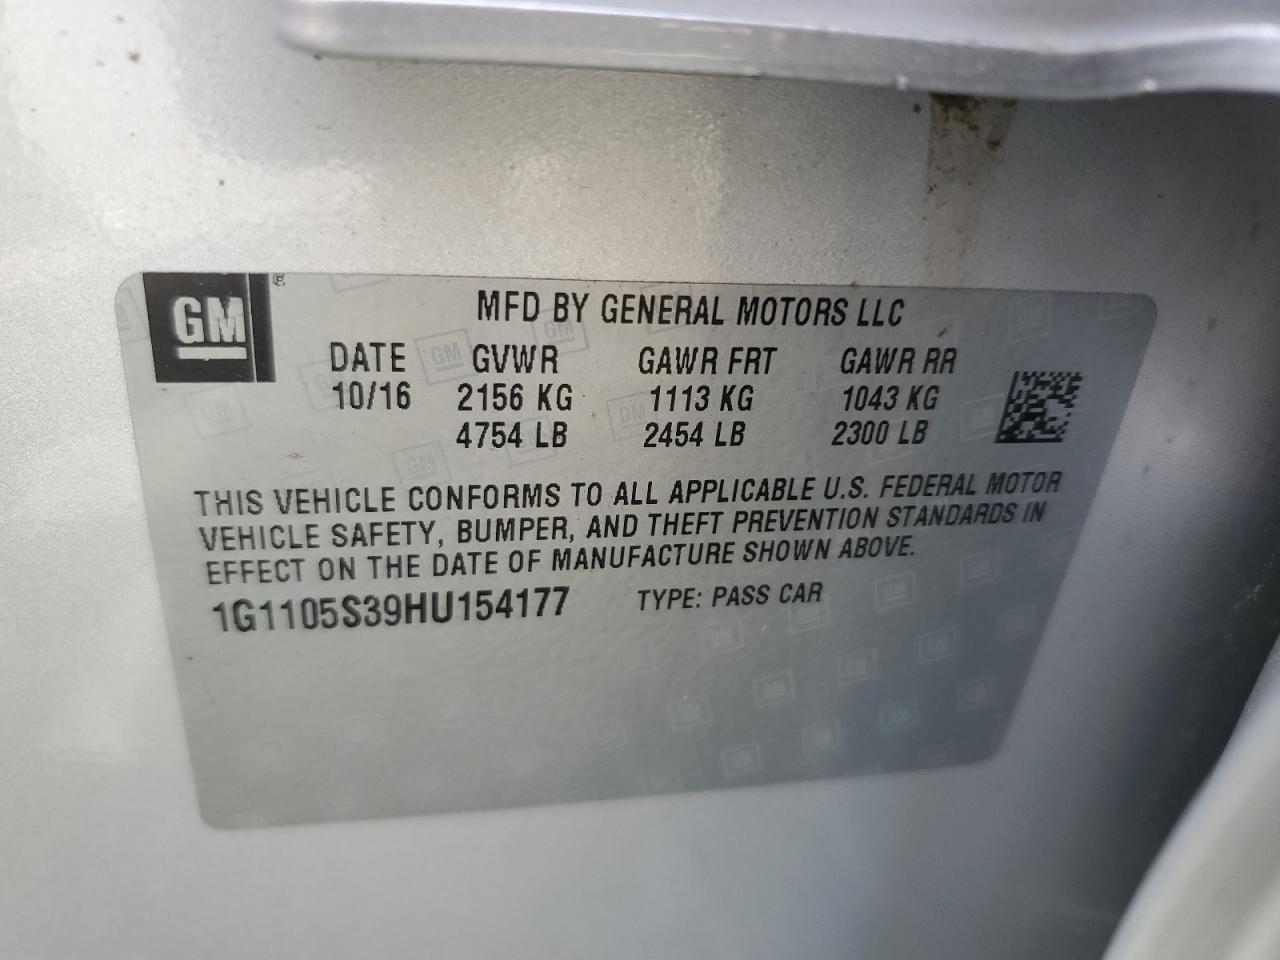 GM ®
MFD BY GENERAL MOTORS LLC
DATE GVWR GAWR FRT GAWR RR
10/16 2156 KG 1113 KG 1043 KG
4754 LB 2454 LB 2300 LB
THIS VEHICLE CONFORMS TO ALL APPLICABLE U.S. FEDERAL MOTOR
VEHICLE SAFETY, BUMPER, AND THEFT PREVENTION STANDARDS IN
EFFECT ON THE DATE OF MANUFACTURE SHOWN ABOVE.
1G1105S39HU154177 TYPE: PASS CAR